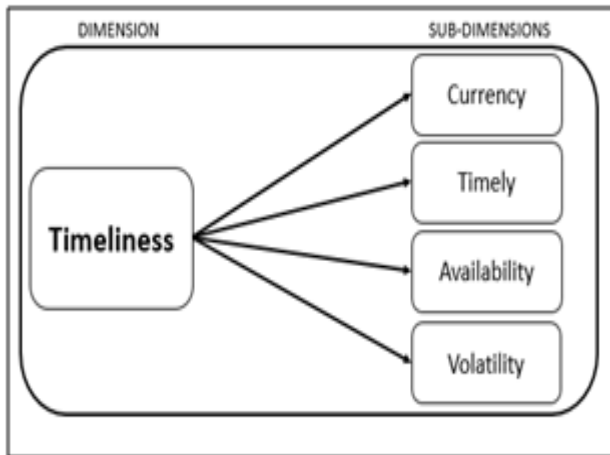 DIMENSION
SUB-DIMENSIONS
Timeliness
Currency
Timely
Availability
Volatility